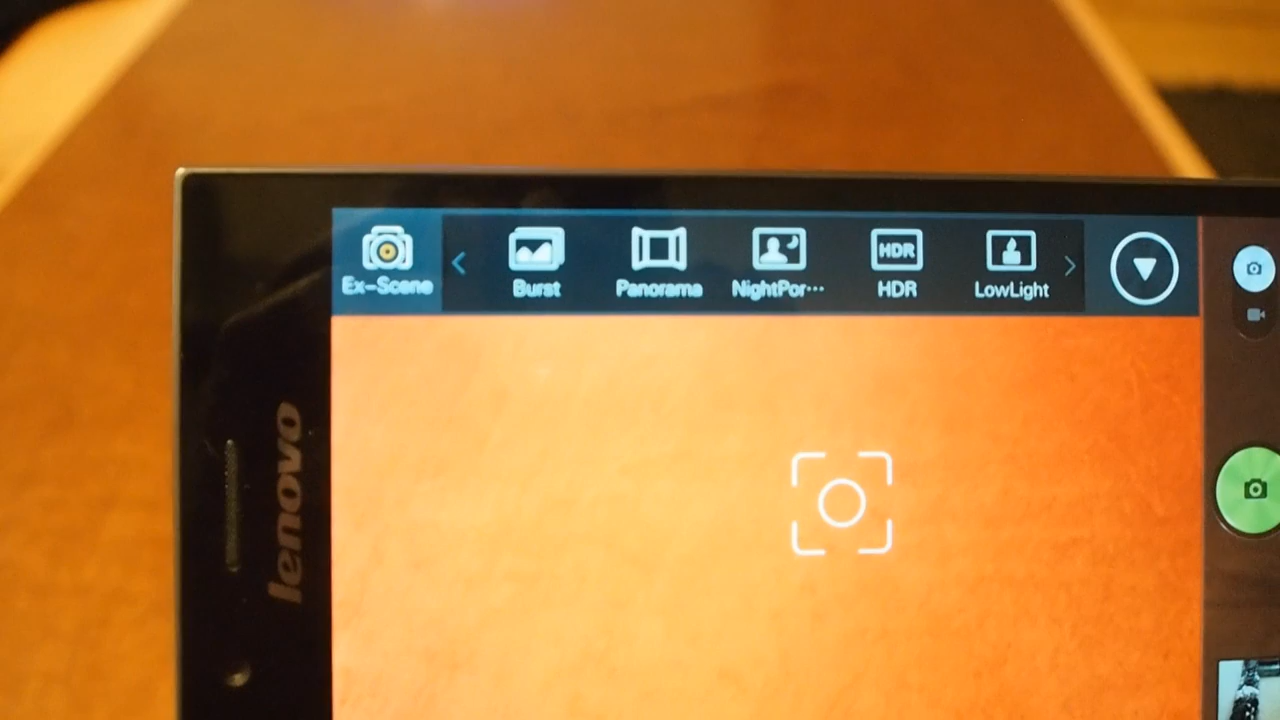 Ex-Scene
Burst
Panorama
NightPor···
HDR
HDR
LowLight
lenovo